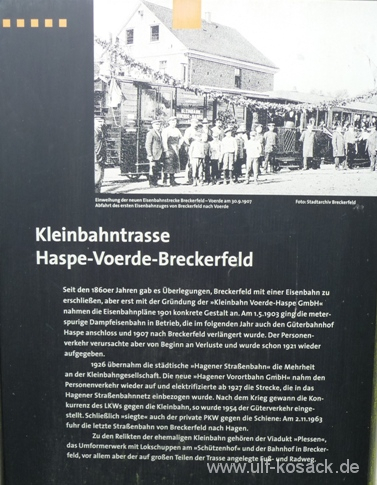 Einweihung der neuen Eisenbahnstrecke Breckerfeld – Voerde am 30.9.1907
Abfahrt des ersten Eisenbahnzuges von Breckerfeld nach Voerde
Foto: Stadtarchiv Breckerfeld
Kleinbahntrasse
Haspe-Voerde-Breckerfeld
Seit den 1860er Jahren gab es Überlegungen, Breckerfeld mit einer Eisenbahn zu
erschließen, aber erst mit der Gründung der »Kleinbahn Voerde-Haspe GmbH«
nahmen die Eisenbahnpläne 1901 konkrete Gestalt an. Am 1.5.1903 ging die meter-
spurige Dampfeisenbahn in Betrieb, die im folgenden Jahr auch den Güterbahnhof
Haspe anschloss und 1907 nach Breckerfeld verlängert wurde. Der Personen-
verkehr verursachte aber von Beginn an Verluste und wurde schon 1921 wieder
aufgegeben.
1926 übernahm die städtische »Hagener Straßenbahn« die Mehrheit
an der Kleinbahngesellschaft. Die neue »Hagener Vorortbahn GmbH« nahm den
Personenverkehr wieder auf und elektrifizierte ab 1927 die Strecke, die in das
Hagener Straßenbahnnetz einbezogen wurde. Nach dem Krieg gewann die Kon-
kurrenz des LKWs gegen die Kleinbahn, so wurde 1954 der Güterverkehr einge-
stellt. Schließlich »siegte« auch der private PKW gegen die Schiene: Am 2.11.1963
fuhr die letzte Straßenbahn von Breckerfeld nach Hagen.
Zu den Relikten der ehemaligen Kleinbahn gehören der Viadukt »Plessen«,
das Umformerwerk mit Lokschuppen am »Schützenhof« und der Bahnhof in Brecker-
feld, vor allem aber der auf großen Teilen der Trasse angelegte Fuß- und Radweg.
www.ulf-kosack.de